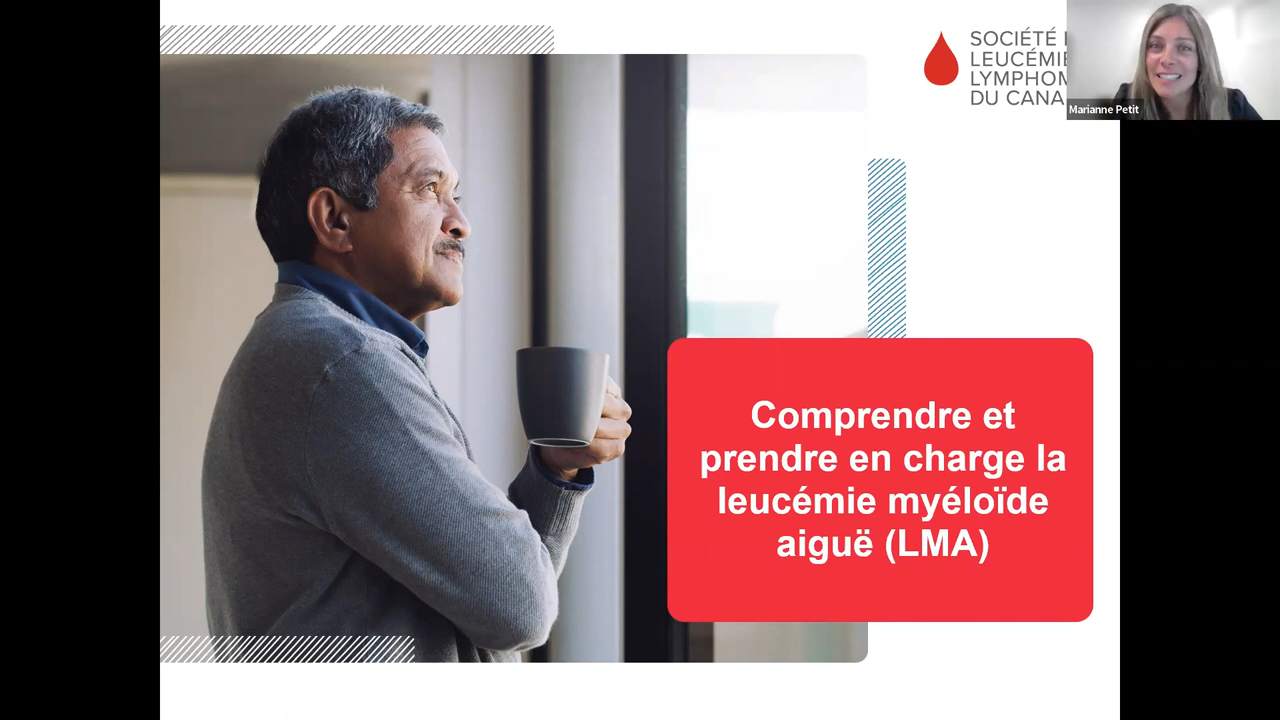 SOCIÉTÉ
LEUCÉMIE
LYMPHOM
DU CANA
Marianne Petit
Comprendre et
prendre en charge la
leucémie myéloïde
aiguë (LMA)